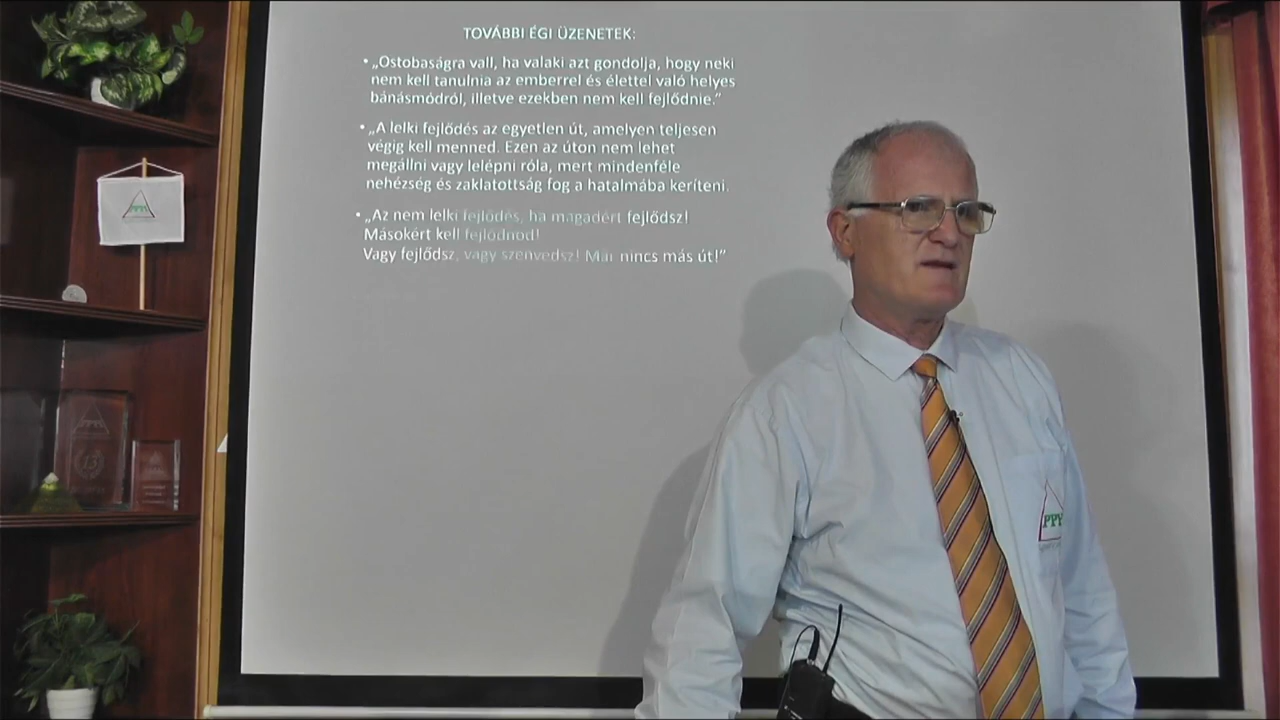 TOVÁBBI ÉGI ÜZENETEK:
• „Ostobaságra vall, ha valaki azt gondolja, hogy neki
nem kell tanulnia az emberrel és élettel való helyes
bánásmódról, illetve ezekben nem kell fejlődnie.”
• „A lelki fejlődés az egyetlen út, amelyen teljesen
végig kell menned. Ezen az úton nem lehet
megállni vagy lelépni róla, mert mindenféle
nehézség és zaklatottság fog a hatalmába keríteni.
• „Az nem lelki fejlődés, ha magadért fejlődsz!
Másokért kell fejlődnöd!
Vagy fejlődsz, vagy szenvedsz! Már nincs más út!”
13